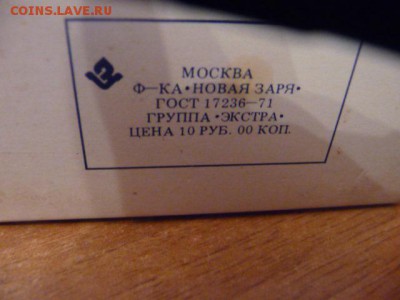 COINS.LAVE.RU
МОСКВА
Ф—КА•НОВАЯ ЗАРЯ•
ГОСТ 17236—71
ГРУППА •ЭКСТРА•
ЦЕНА 10 РУБ. 00 КОП.